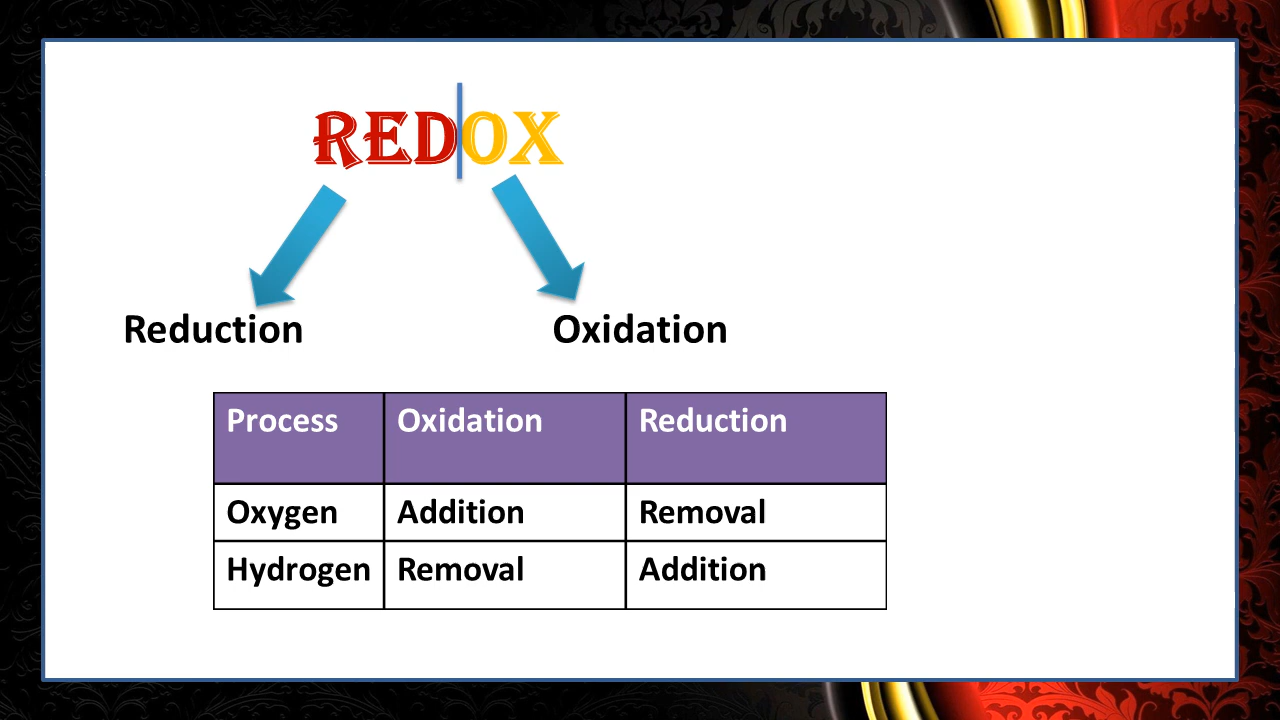 REDOX
Reduction Oxidation
Process Oxidation Reduction
Oxygen Addition Removal
Hydrogen Removal Addition